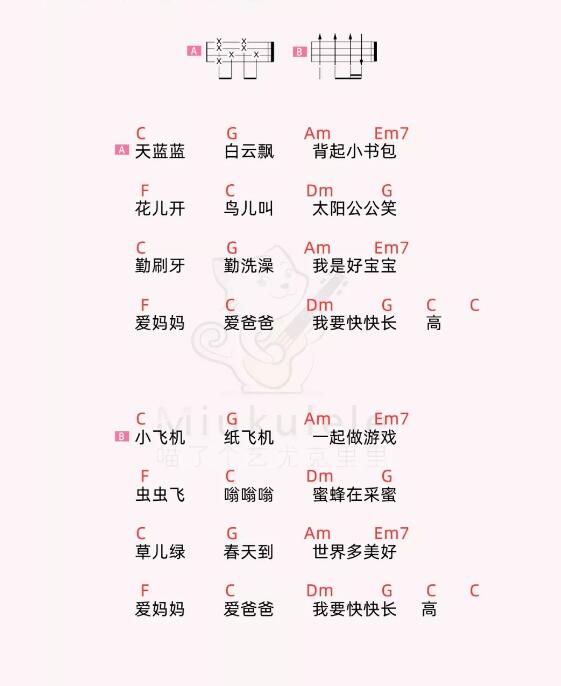 A B
C G Am Em7
A 天蓝蓝 白云飘 背起小书包
F C Dm G
花儿开 鸟儿叫 太阳公公笑
C G Am Em7
勤刷牙 勤洗澡 我是好宝宝
F C Dm G C C
爱妈妈 爱爸爸 我要快快长 高
Miukulele
喵了个艺尤克里里
C G Am Em7
B 小飞机 纸飞机 一起做游戏
F C Dm G
虫虫飞 嗡嗡嗡 蜜蜂在采蜜
C G Am Em7
草儿绿 春天到 世界多美好
F C Dm G C C
爱妈妈 爱爸爸 我要快快长 高